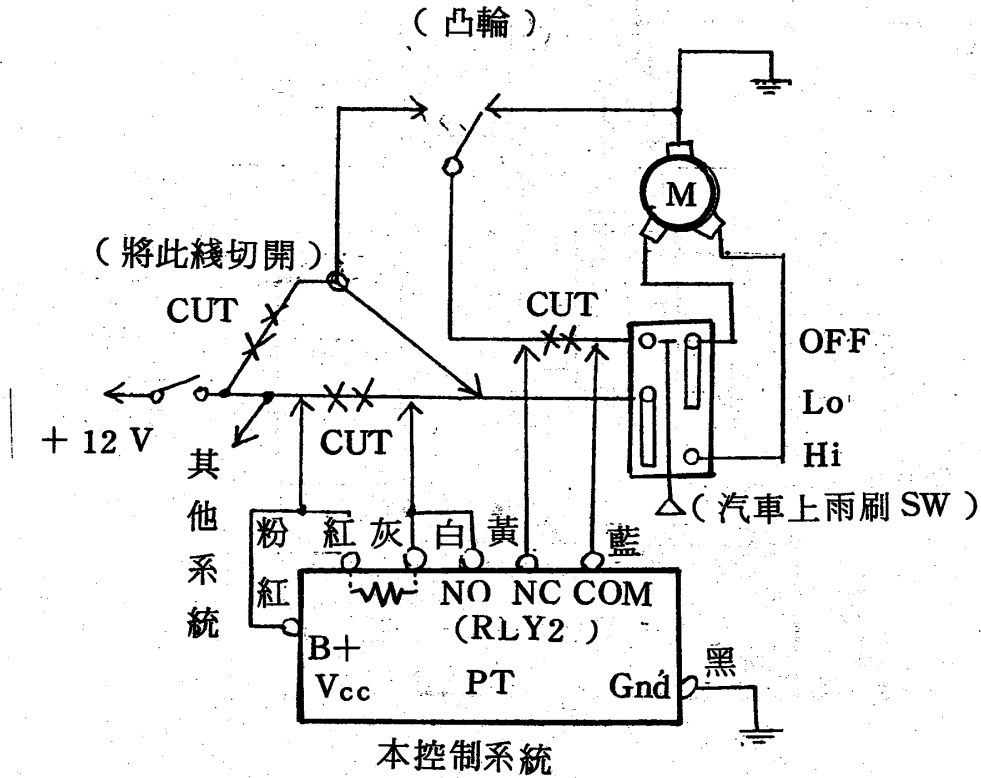 (凸輪)
M
(將此綫切開)
CUT
CUT
OFF
Lo
Hi
+12 V
CUT
其他系統
(汽車上雨刷 SW)
粉紅
紅 灰 白 黃 藍
NO NC COM
(RLY2)
B+
Vcc
PT
Gnd
黑
本控制系統